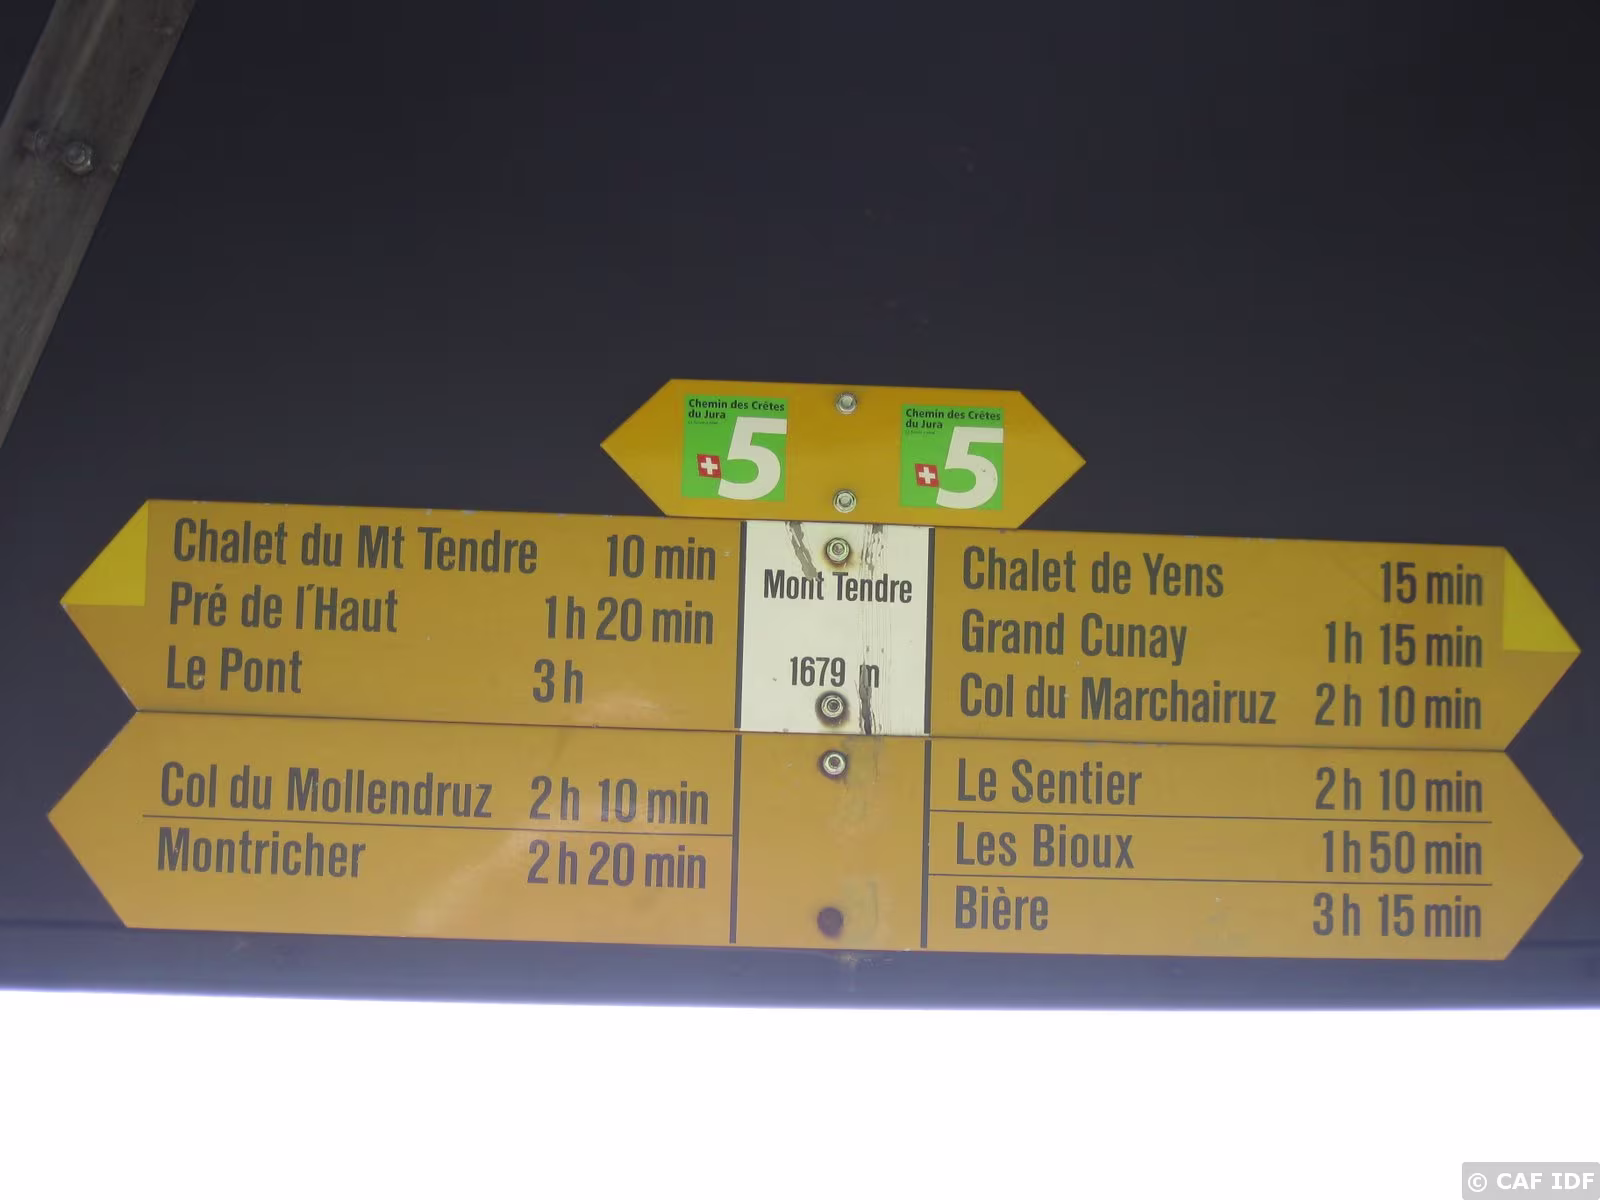 Chemin des Crêtes
du Jura
5
Chemin des Crêtes
du Jura
5
Chalet du Mt Tendre 10 min
Pré de l´Haut 1h 20 min
Le Pont 3h
Mont Tendre
1679 m
Chalet de Yens 15 min
Grand Cunay 1h 15 min
Col du Marchairuz 2h 10 min
Col du Mollendruz 2h 10 min
Montricher 2h 20 min
Le Sentier 2h 10 min
Les Bioux 1h 50 min
Bière 3h 15 min
© CAF IDF